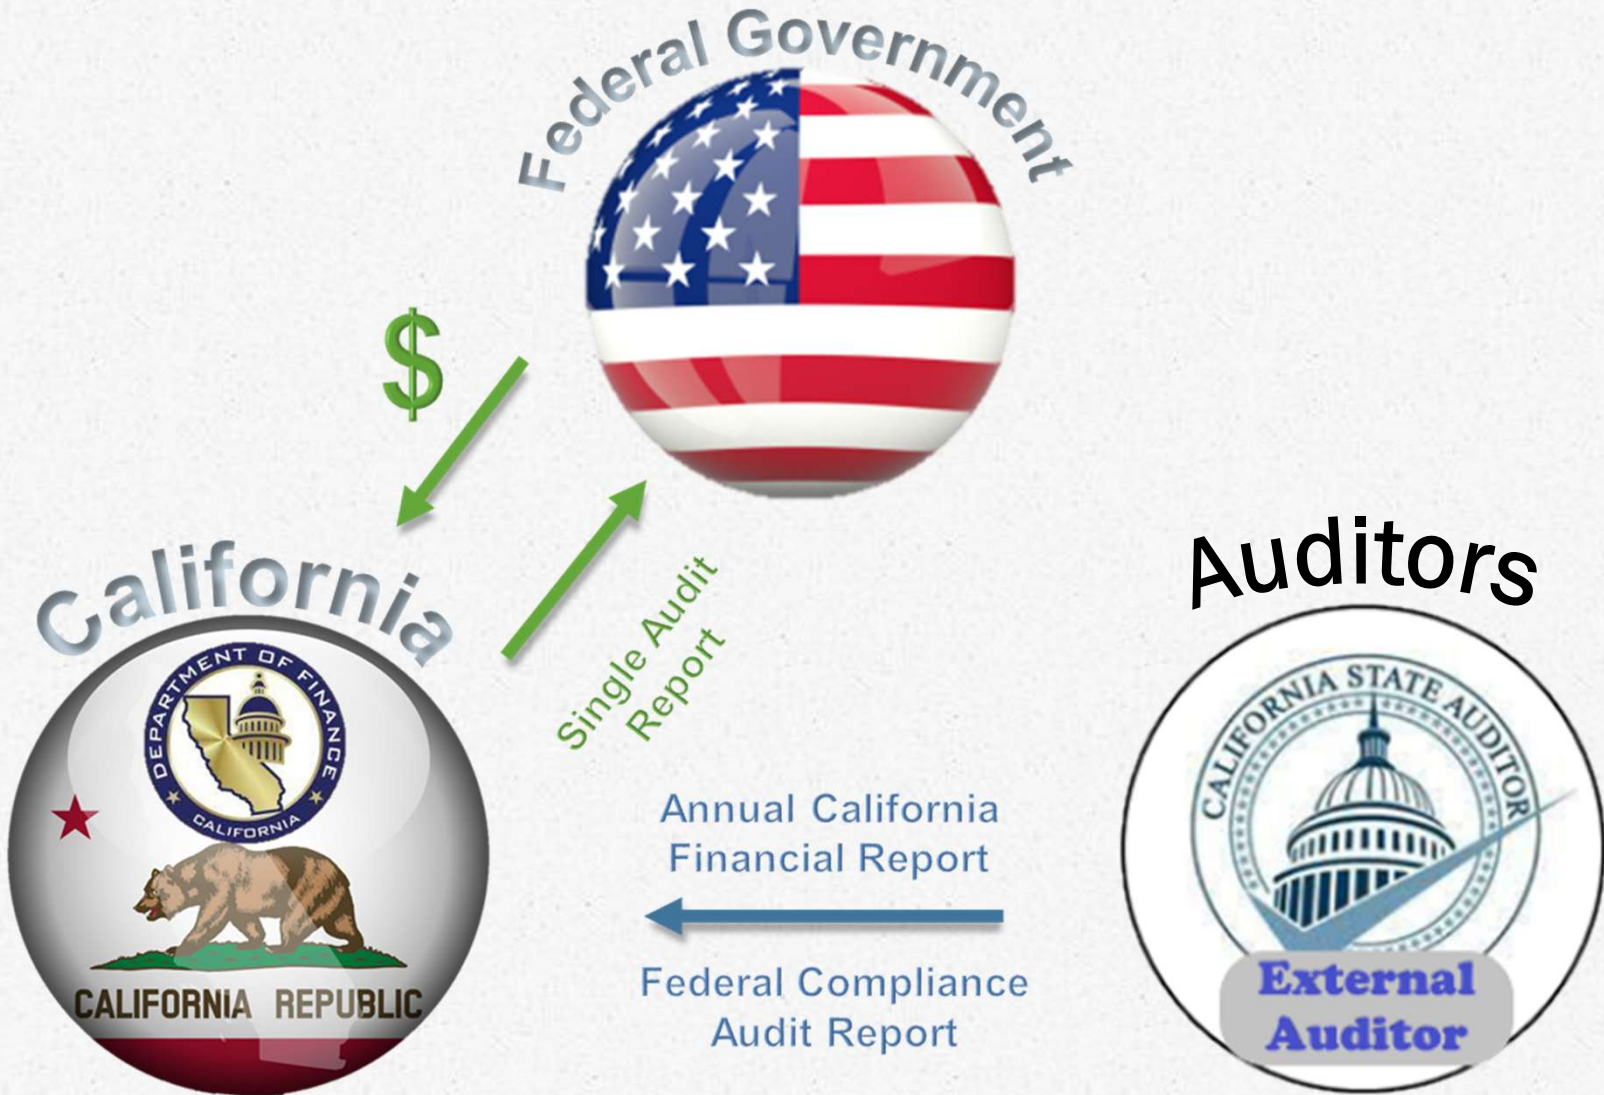 Federal Government
$
California
DEPARTMENT OF FINANCE
CALIFORNIA
CALIFORNIA REPUBLIC
Single Audit
Report
Annual California
Financial Report
Federal Compliance
Audit Report
Auditors
CALIFORNIA STATE AUDITOR
External
Auditor